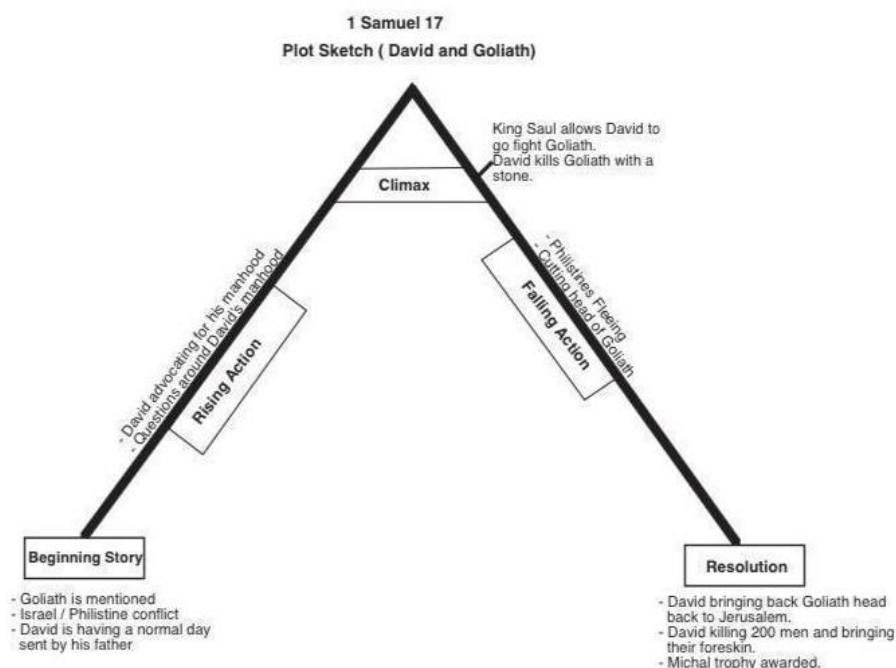 1 Samuel 17
Plot Sketch ( David and Goliath)
King Saul allows David to
go fight Goliath.
David kills Goliath with a
stone.
Climax
- David advocating for his manhood
- Questions around David's manhood
Rising Action
- Philistines Fleeing
- Cutting head of Goliath
Falling Action
Beginning Story
- Goliath is mentioned
- Israel / Philistine conflict
- David is having a normal day
sent by his father
Resolution
- David bringing back Goliath head
back to Jerusalem.
- David killing 200 men and bringing
their foreskin.
- Michal trophy awarded.